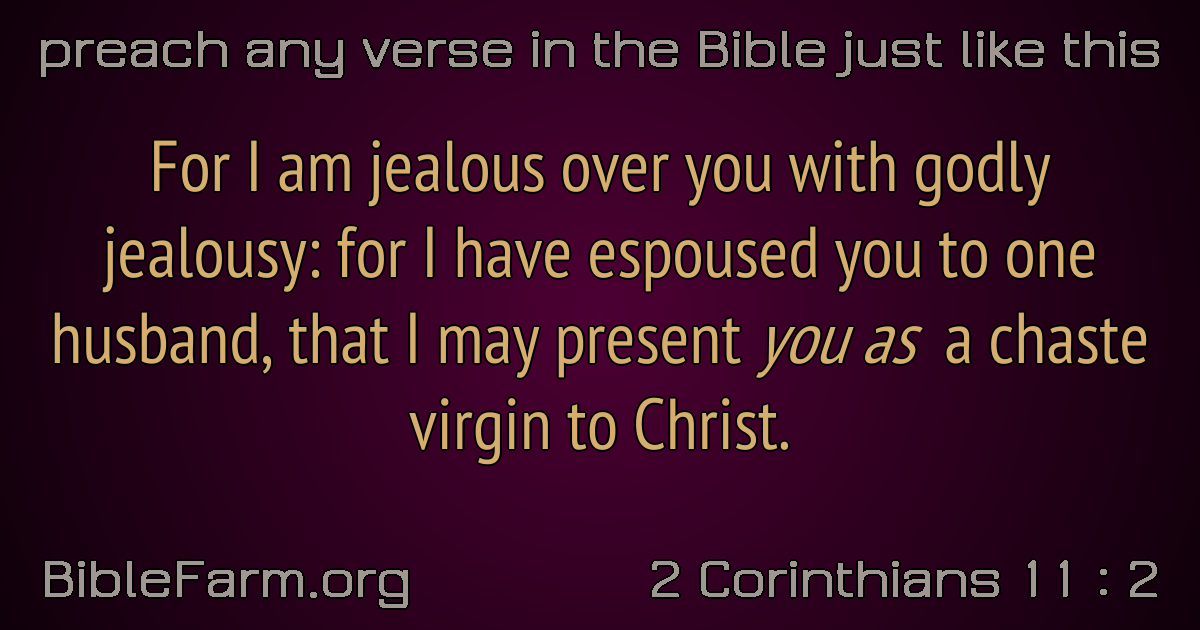 preach any verse in the Bible just like this
For I am jealous over you with godly
jealousy: for I have espoused you to one
husband, that I may present you as a chaste
virgin to Christ.
BibleFarm.org
2 Corinthians 11 : 2